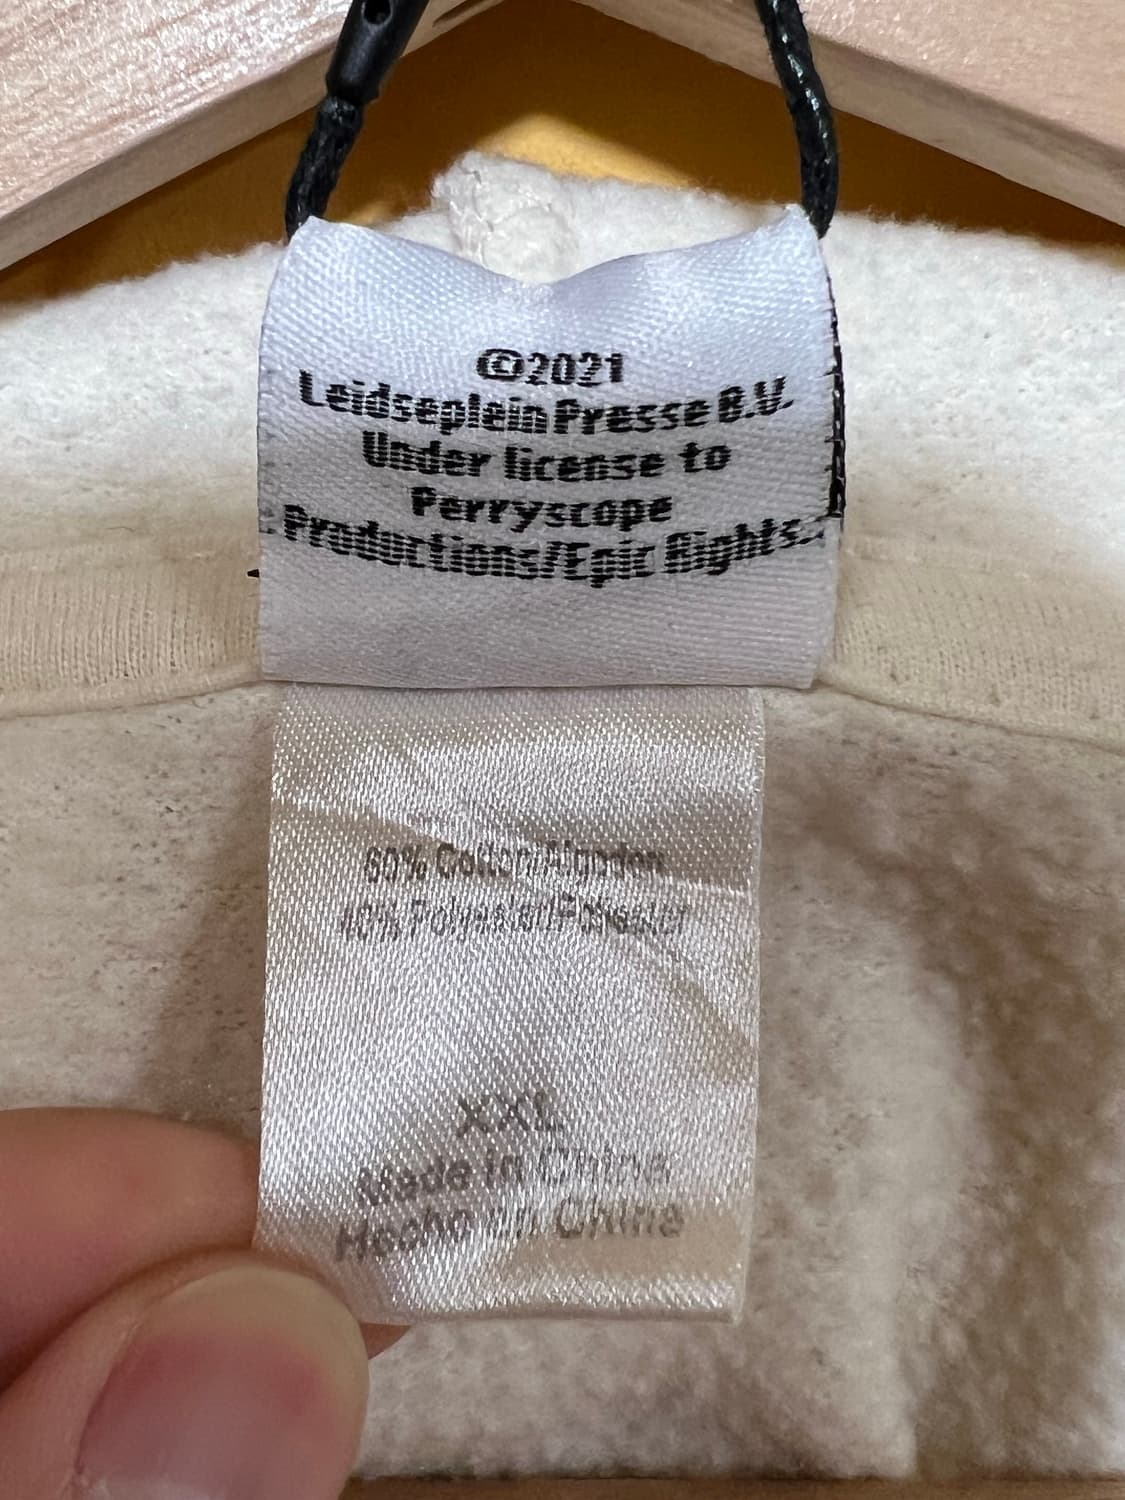 ©2021
Leidseplein Presse B.V.
Under license to
Perryscope
Productions/Epic Rights.
60% Cotton/Algodon
40% Polyester/Poliester
XXL
Made in China
Hecho en China